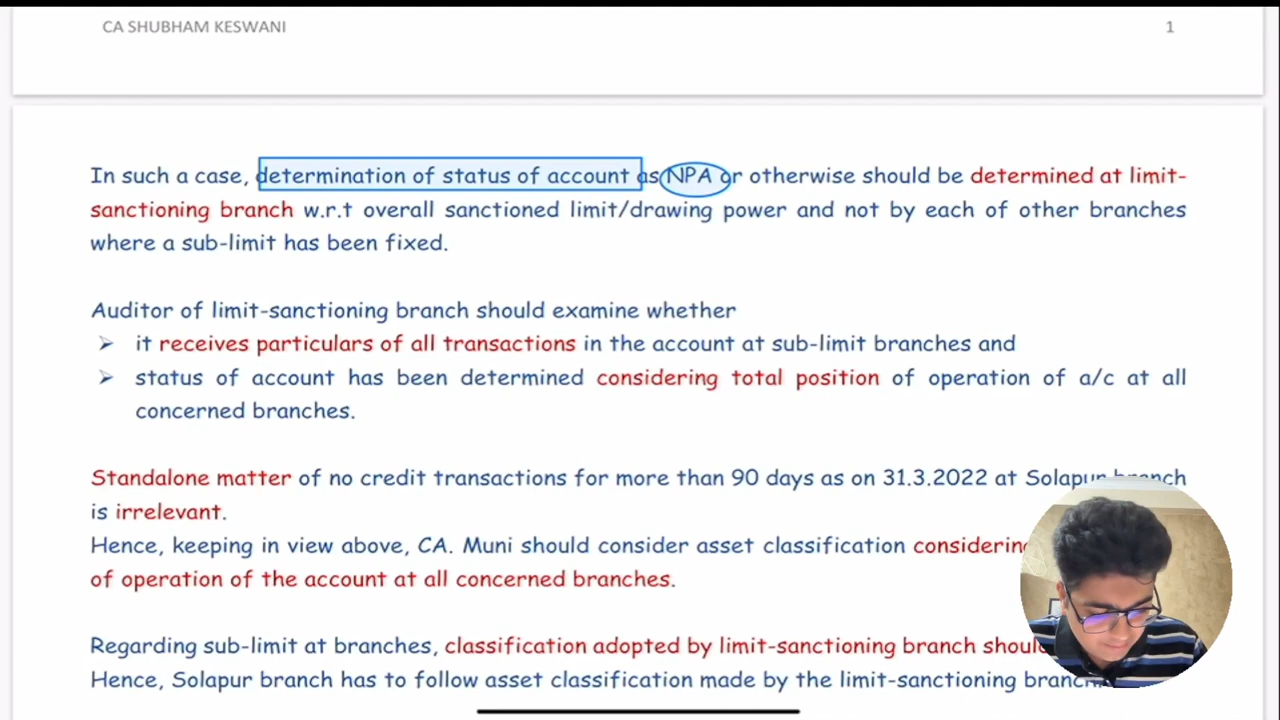 CA SHUBHAM KESWANI
1
In such a case, determination of status of account as NPA or otherwise should be determined at limit-
sanctioning branch w.r.t overall sanctioned limit/drawing power and not by each of other branches
where a sub-limit has been fixed.
Auditor of limit-sanctioning branch should examine whether
➢ it receives particulars of all transactions in the account at sub-limit branches and
➢ status of account has been determined considering total position of operation of a/c at all
concerned branches.
Standalone matter of no credit transactions for more than 90 days as on 31.3.2022 at Solapur branch
is irrelevant.
Hence, keeping in view above, CA. Muni should consider asset classification considering
of operation of the account at all concerned branches.
Regarding sub-limit at branches, classification adopted by limit-sanctioning branch should
Hence, Solapur branch has to follow asset classification made by the limit-sanctioning branch.